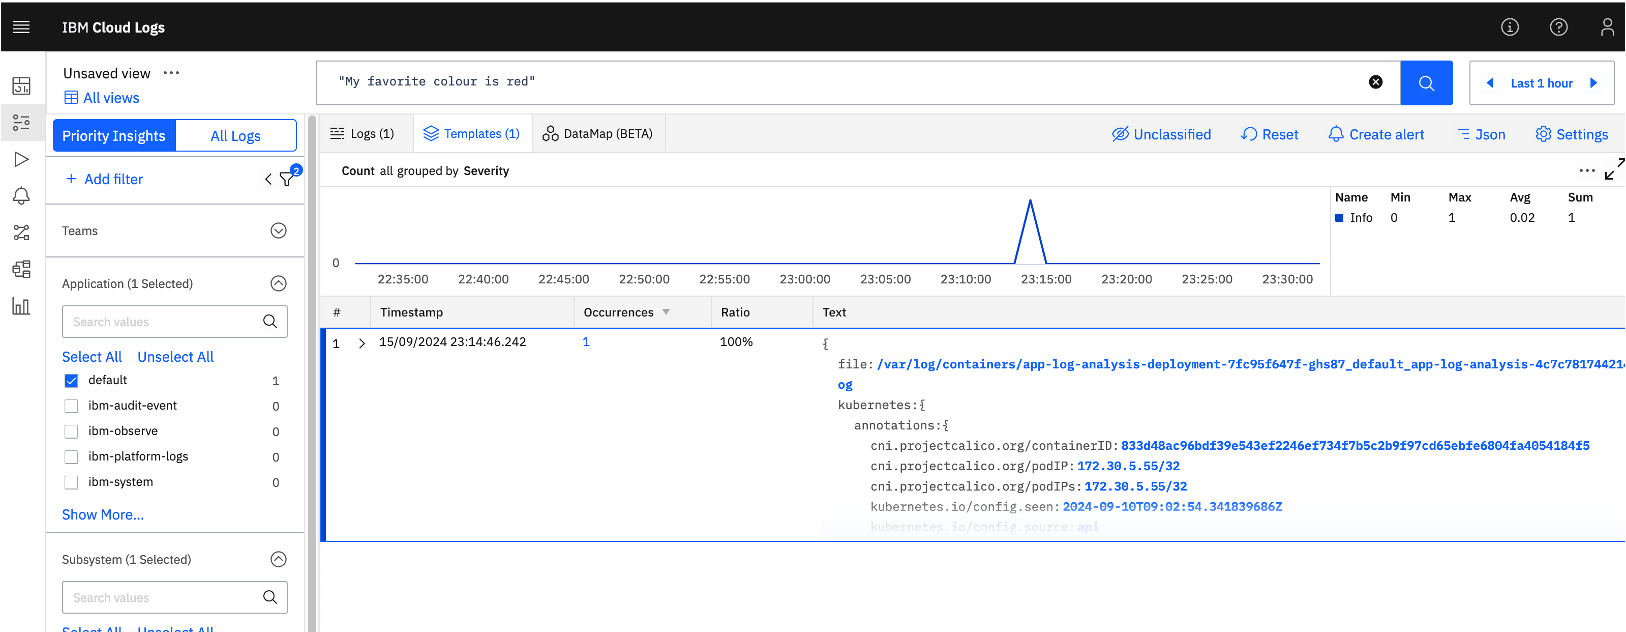 IBM Cloud Logs
Unsaved view ...
All views
"My favorite colour is red"
Last 1 hour
Priority Insights
All Logs
Logs (1)
Templates (1)
DataMap (BETA)
Unclassified
Reset
Create alert
Json
Settings
+ Add filter
2
Count all grouped by Severity
...
Teams
Application (1 Selected)
Search values
Select All Unselect All
default 1
ibm-audit-event 0
ibm-observe 0
ibm-platform-logs 0
ibm-system 0
Show More...
Subsystem (1 Selected)
Search values
Select All Unselect All
0
22:35:00 22:40:00 22:45:00 22:50:00 22:55:00 23:00:00 23:05:00 23:10:00 23:15:00 23:20:00 23:25:00 23:30:00
Name Min Max Avg Sum
Info 0 1 0.02 1
# Timestamp Occurrences Ratio Text
1 15/09/2024 23:14:46.242 1 100% {
file: /var/log/containers/app-log-analysis-deployment-7fc95f647f-ghs87_default_app-log-analysis-4c7c781744214
og
kubernetes:{
annotations:{
cni.projectcalico.org/containerID: 833d48ac96bdf39e543ef2246ef734f7b5c2b9f97cd65ebfe6804fa4054184f5
cni.projectcalico.org/podIP: 172.30.5.55/32
cni.projectcalico.org/podIPs: 172.30.5.55/32
kubernetes.io/config.seen: 2024-09-10T09:02:54.341839686Z
kubernetes.io/config.source: api